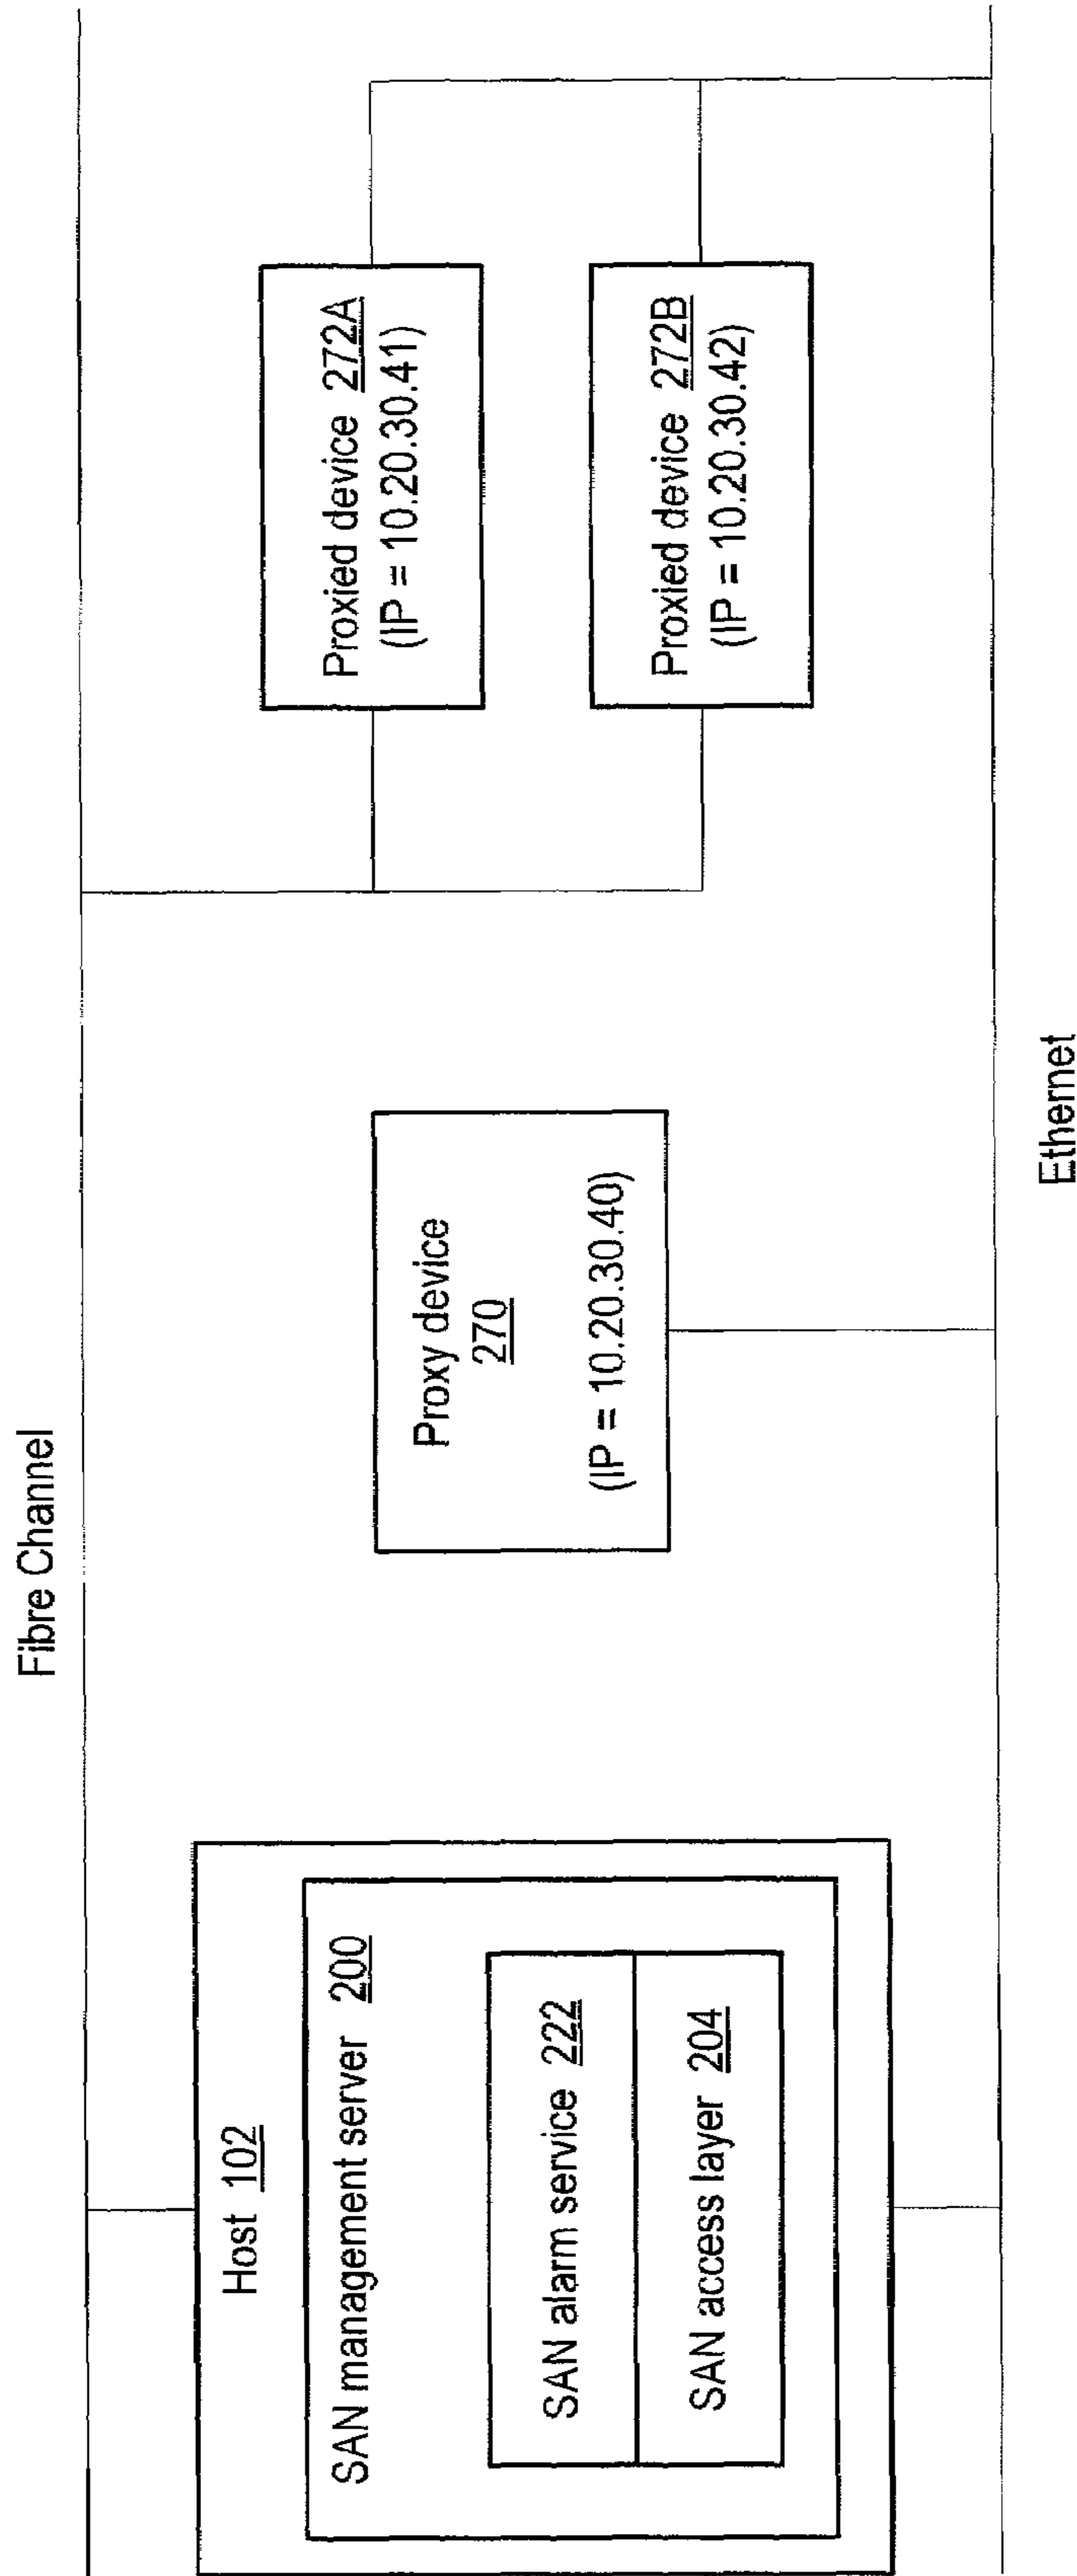 Fibre Channel
Host 102
SAN management server 200
SAN alarm service 222
SAN access layer 204
Proxy device
270
(IP = 10.20.30.40)
Proxied device 272A
(IP = 10.20.30.41)
Proxied device 272B
(IP = 10.20.30.42)
Ethernet